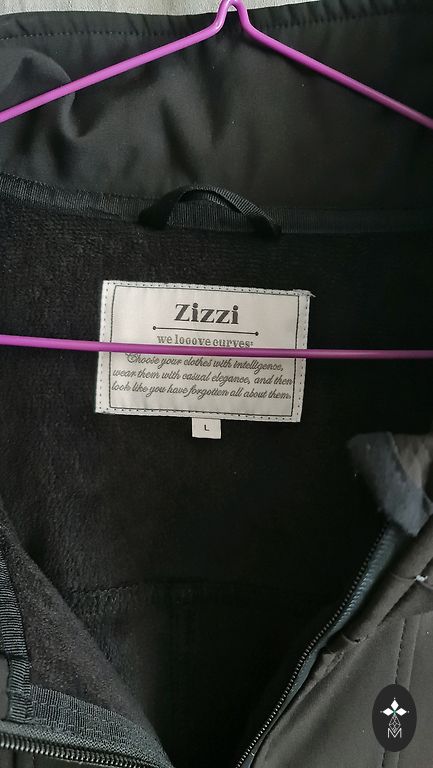 Zizzi
we looove curves!
Choose your clothes with intelligence,
wear them with casual elegance, and then
look like you have forgotten all about them.
L
M